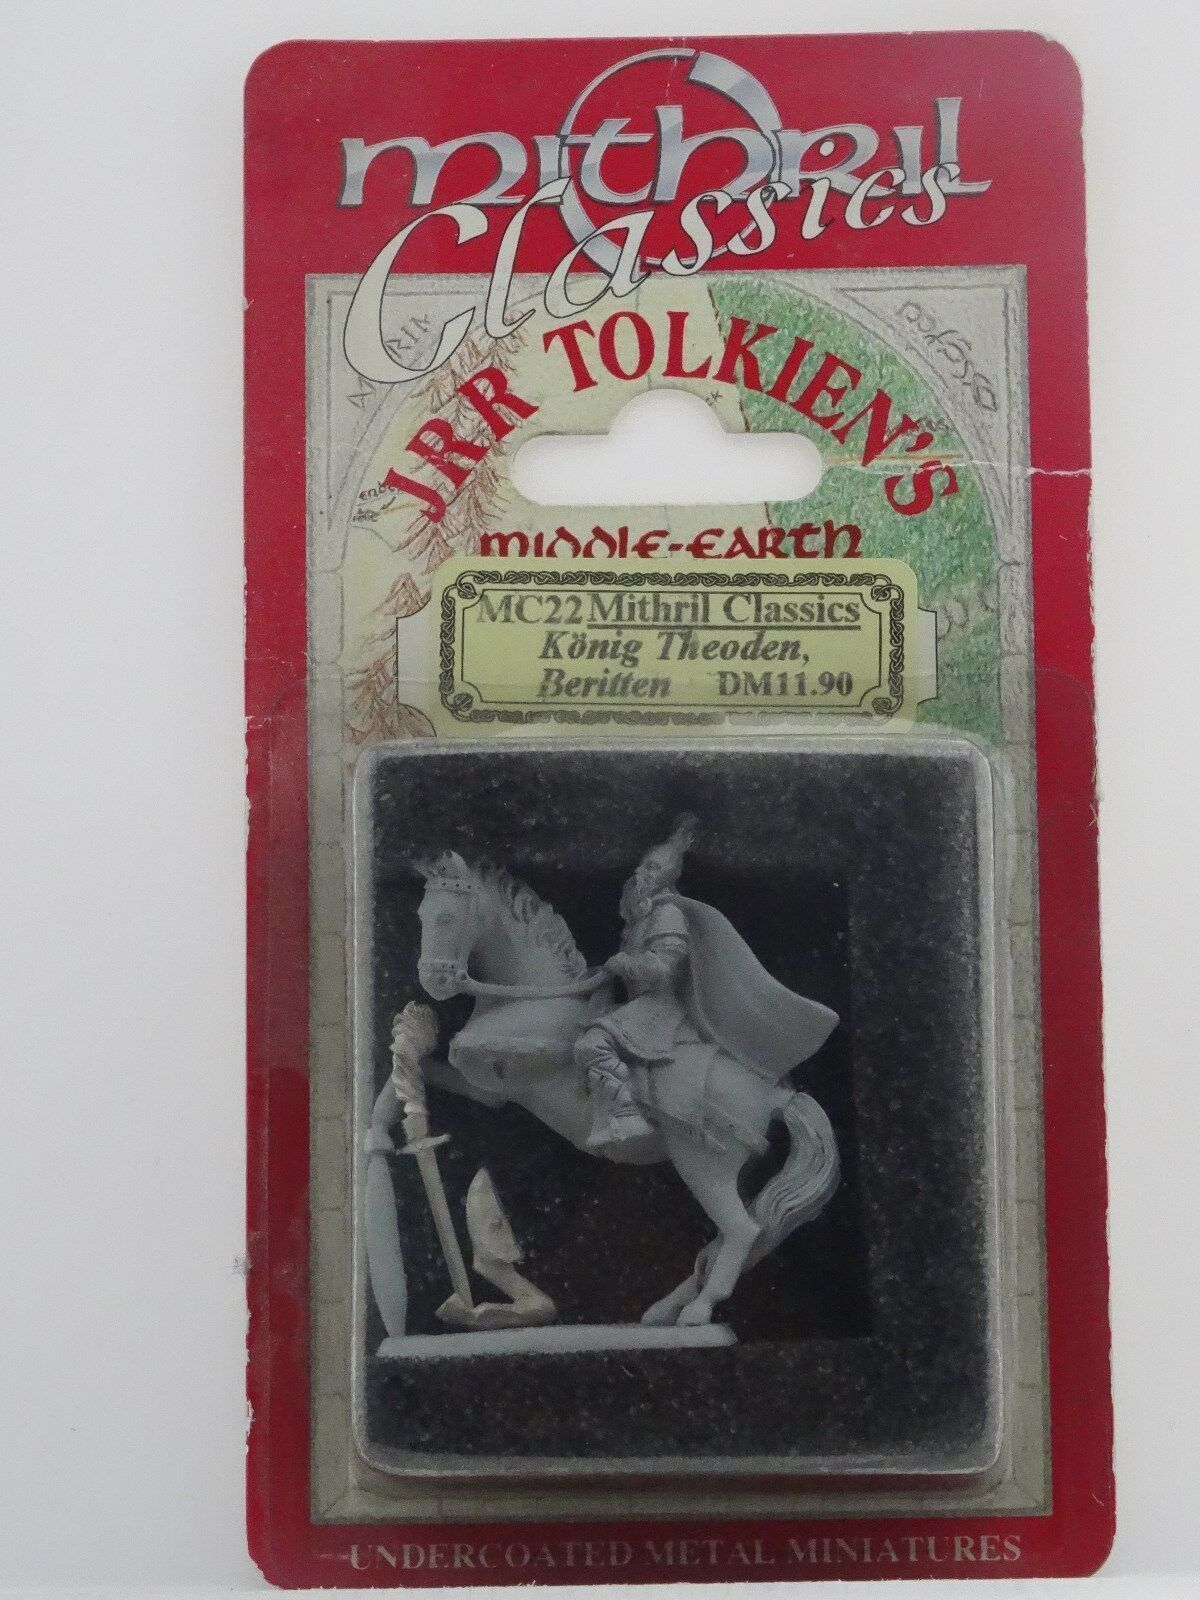 mithril
Classics
JRR TOLKIEN'S
MIDDLE-EARTH
MC22 Mithril Classics
König Theoden,
Beritten DM11.90
UNDERCOATED METAL MINIATURES